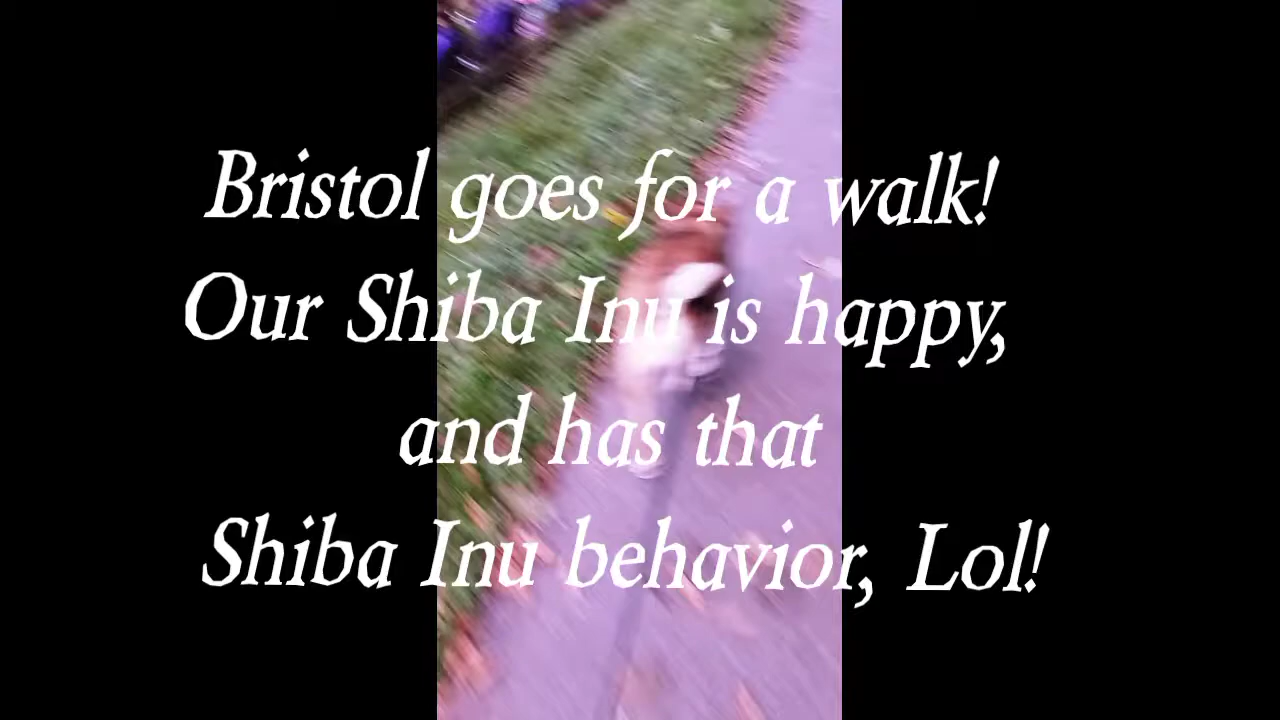 Bristol goes for a walk!
Our Shiba Inu is happy,
and has that
Shiba Inu behavior, Lol!